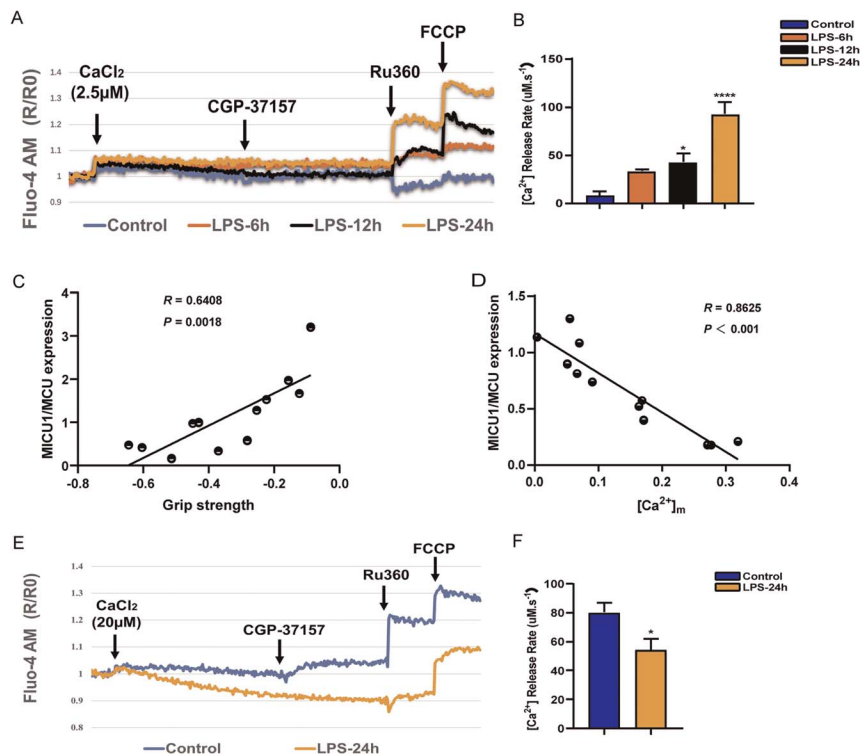 A
Fluo-4 AM (R/R0)
1.4
1.3
1.2
1.1
1
0.9
CaCl2
(2.5μM)
CGP-37157
Ru360
FCCP
Control
LPS-6h
LPS-12h
LPS-24h
B
Control
LPS-6h
LPS-12h
LPS-24h
[Ca2+] Release Rate (uM.s-1)
150
100
50
0
*
****
C
R = 0.6408
P = 0.0018
MICU1/MCU expression
4
3
2
1
0
-0.8
-0.6
-0.4
-0.2
0.0
Grip strength
D
R = 0.8625
P < 0.001
MICU1/MCU expression
1.5
1.0
0.5
0.0
0.0
0.1
0.2
0.3
0.4
[Ca2+]m
E
Fluo-4 AM (R/R0)
1.4
1.3
1.2
1.1
1
0.9
0.8
CaCl2
(20μM)
CGP-37157
Ru360
FCCP
Control
LPS-24h
F
Control
LPS-24h
[Ca2+] Release Rate (uM.s-1)
100
80
60
40
20
0
*